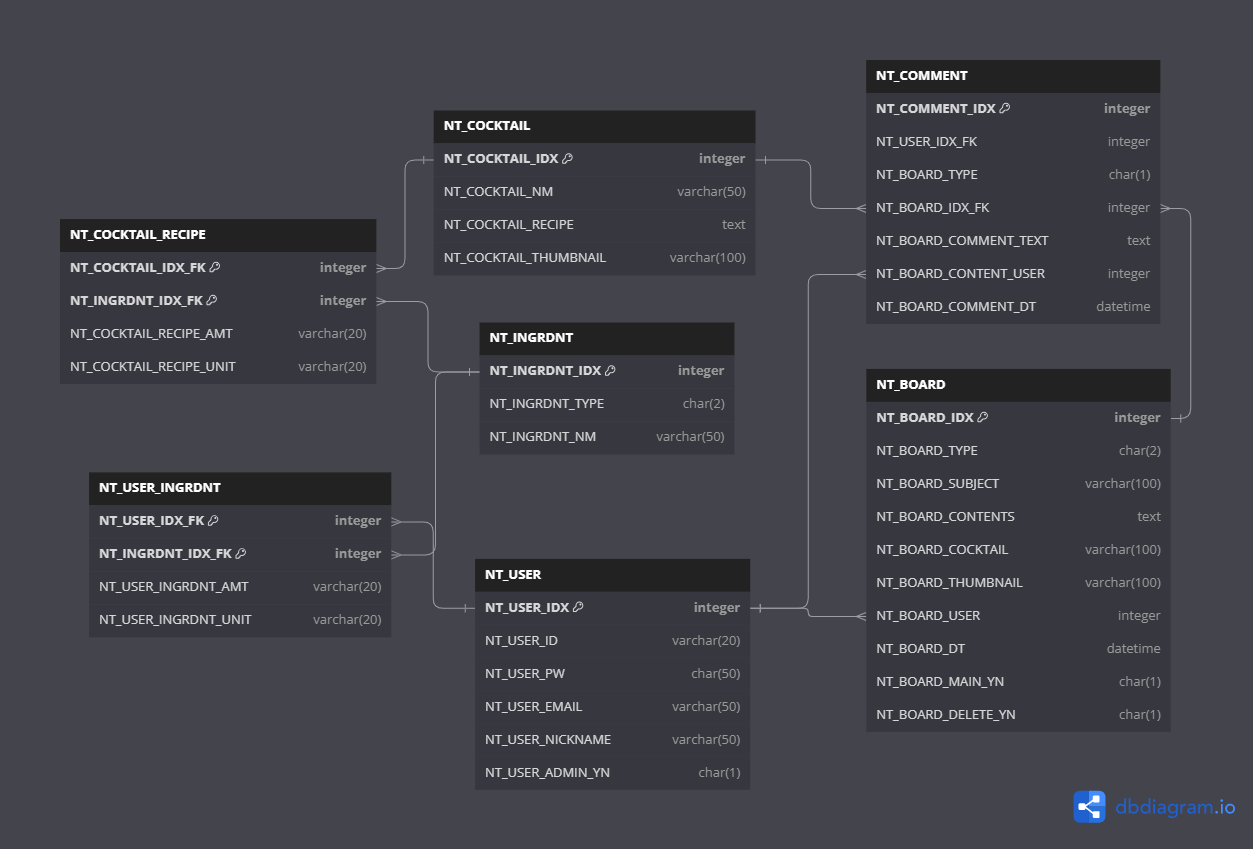 NT_COMMENT
NT_COMMENT_IDX integer
NT_USER_IDX_FK integer
NT_BOARD_TYPE char(1)
NT_BOARD_IDX_FK integer
NT_BOARD_COMMENT_TEXT text
NT_BOARD_CONTENT_USER integer
NT_BOARD_COMMENT_DT datetime
NT_COCKTAIL
NT_COCKTAIL_IDX integer
NT_COCKTAIL_NM varchar(50)
NT_COCKTAIL_RECIPE text
NT_COCKTAIL_THUMBNAIL varchar(100)
NT_COCKTAIL_RECIPE
NT_COCKTAIL_IDX_FK integer
NT_INGRDNT_IDX_FK integer
NT_COCKTAIL_RECIPE_AMT varchar(20)
NT_COCKTAIL_RECIPE_UNIT varchar(20)
NT_INGRDNT
NT_INGRDNT_IDX integer
NT_INGRDNT_TYPE char(2)
NT_INGRDNT_NM varchar(50)
NT_BOARD
NT_BOARD_IDX integer
NT_BOARD_TYPE char(2)
NT_BOARD_SUBJECT varchar(100)
NT_BOARD_CONTENTS text
NT_BOARD_COCKTAIL varchar(100)
NT_BOARD_THUMBNAIL varchar(100)
NT_BOARD_USER integer
NT_BOARD_DT datetime
NT_BOARD_MAIN_YN char(1)
NT_BOARD_DELETE_YN char(1)
NT_USER_INGRDNT
NT_USER_IDX_FK integer
NT_INGRDNT_IDX_FK integer
NT_USER_INGRDNT_AMT varchar(20)
NT_USER_INGRDNT_UNIT varchar(20)
NT_USER
NT_USER_IDX integer
NT_USER_ID varchar(20)
NT_USER_PW char(50)
NT_USER_EMAIL varchar(50)
NT_USER_NICKNAME varchar(50)
NT_USER_ADMIN_YN char(1)
dbdiagram.io